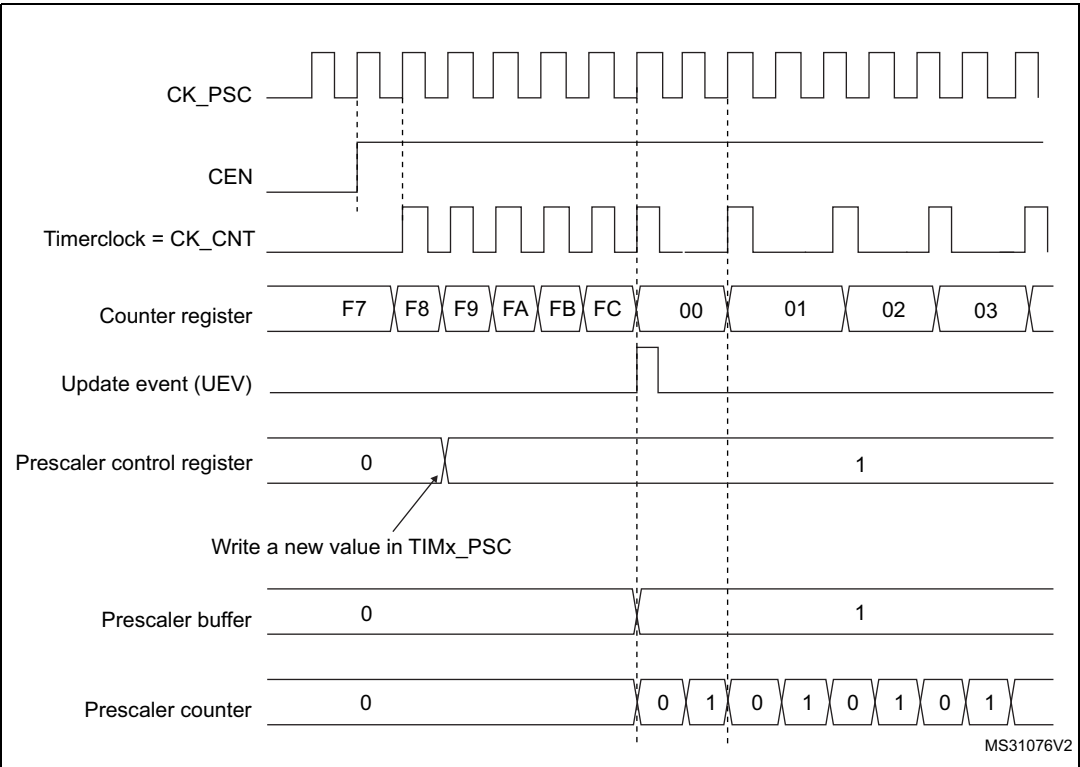 CK_PSC
CEN
Timerclock = CK_CNT
Counter register F7 F8 F9 FA FB FC 00 01 02 03
Update event (UEV)
Prescaler control register 0 1
Write a new value in TIMx_PSC
Prescaler buffer 0 1
Prescaler counter 0 0 1 0 1 0 1 0 1
MS31076V2